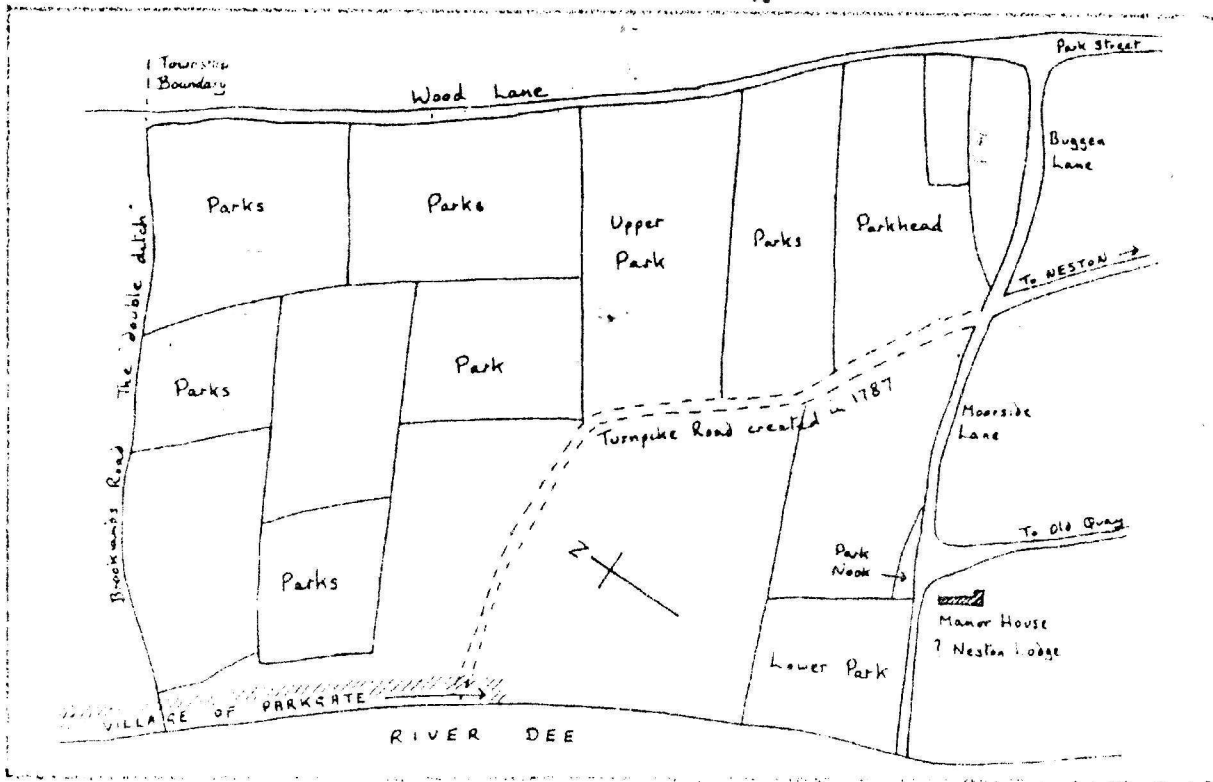 Township
Boundary
Wood Lane
Park Street
Buggen
Lane
Parks
Parks
Upper
Park
Parks
Parkhead
To NESTON →
The "double ditch"
Brookland's Road
Parks
Park
Turnpike Road created in 1787
Moorside
Lane
N
To Old Quay
Park
Nook →
Parks
Manor House
? Neston Lodge
Lower Park
VILLAGE OF PARKGATE
RIVER DEE